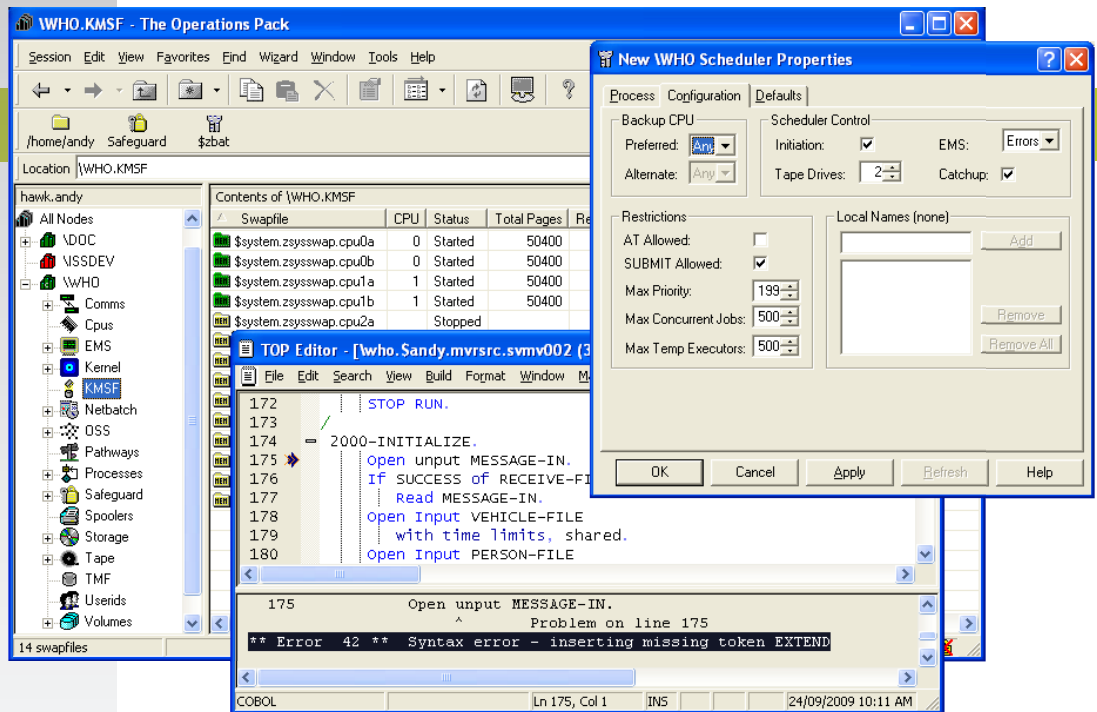 \WHO.KMSF - The Operations Pack
Session Edit View Favorites Find Wizard Window Tools Help
/home/andy Safeguard $zbat
Location \WHO.KMSF
hawk.andy
All Nodes
\DOC
\ISSDEV
\WHO
Comms
Cpus
EMS
Kernel
KMSF
Netbatch
OSS
Pathways
Processes
Safeguard
Spoolers
Storage
Tape
TMF
Userids
Volumes
14 swapfiles
Contents of \WHO.KMSF
Swapfile CPU Status Total Pages Re
$system.zsysswap.cpu0a 0 Started 50400
$system.zsysswap.cpu0b 0 Started 50400
$system.zsysswap.cpu1a 1 Started 50400
$system.zsysswap.cpu1b 1 Started 50400
$system.zsysswap.cpu2a Stopped
TOP Editor - [\who.$andy.mvrsrc.svmv002 (3
File Edit Search View Build Format Window M
172 STOP RUN.
173 /
174 2000-INITIALIZE.
175 Open unput MESSAGE-IN.
176 If SUCCESS of RECEIVE-FI
177 Read MESSAGE-IN.
178 Open Input VEHICLE-FILE
179 with time limits, shared.
180 Open Input PERSON-FILE
175 Open unput MESSAGE-IN.
^ Problem on line 175
** Error 42 ** Syntax error - inserting missing token EXTEND
COBOL Ln 175, Col 1 INS 24/09/2009 10:11 AM
New \WHO Scheduler Properties
Process Configuration Defaults
Backup CPU
Preferred: Any
Alternate: Any
Scheduler Control
Initiation: EMS: Errors
Tape Drives: 2 Catchup:
Restrictions
AT Allowed:
SUBMIT Allowed:
Max Priority: 199
Max Concurrent Jobs: 500
Max Temp Executors: 500
Local Names (none)
Add
Remove
Remove All
OK Cancel Apply Refresh Help